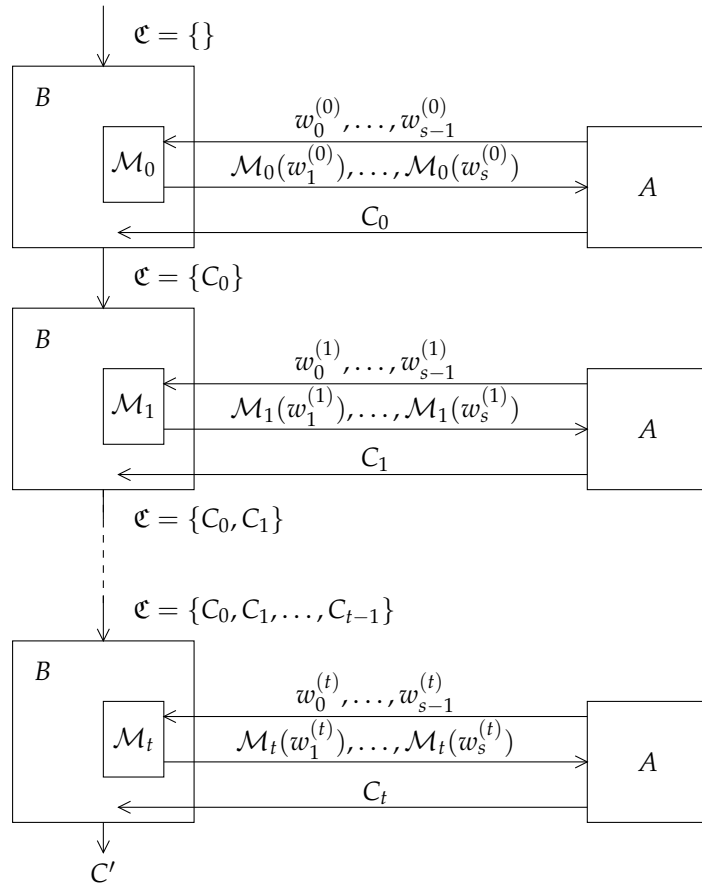 ℭ = {}
B
w_0^{(0)}, . . . , w_{s−1}^{(0)}
M_0
M_0(w_1^{(0)}), . . . , M_0(w_s^{(0)})
A
C_0
ℭ = {C_0}
B
w_0^{(1)}, . . . , w_{s−1}^{(1)}
M_1
M_1(w_1^{(1)}), . . . , M_1(w_s^{(1)})
A
C_1
ℭ = {C_0, C_1}
ℭ = {C_0, C_1, . . . , C_{t−1}}
B
w_0^{(t)}, . . . , w_{s−1}^{(t)}
M_t
M_t(w_1^{(t)}), . . . , M_t(w_s^{(t)})
A
C_t
C′